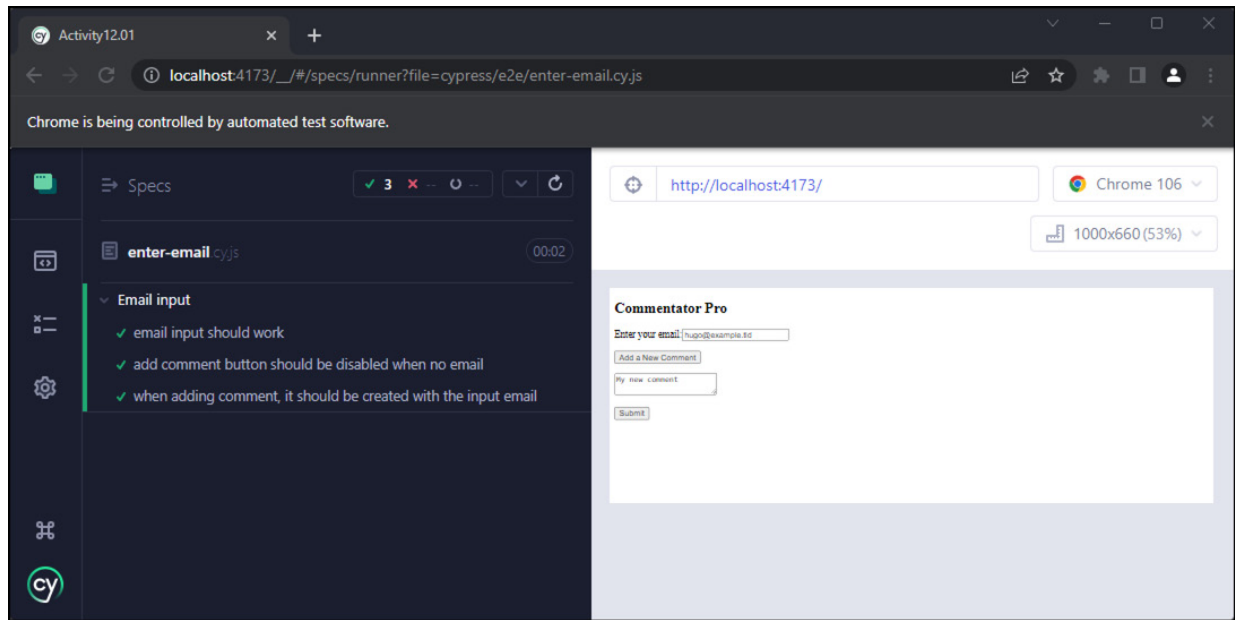 Activity12.01
localhost:4173/__/#/specs/runner?file=cypress/e2e/enter-email.cy.js
Chrome is being controlled by automated test software.
Specs
3 -- --
http://localhost:4173/
Chrome 106
1000x660 (53%)
enter-email.cy.js
00:02
Email input
email input should work
add comment button should be disabled when no email
when adding comment, it should be created with the input email
Commentator Pro
Enter your email: hugo@example.tld
Add a New Comment
My new comment
Submit
cy